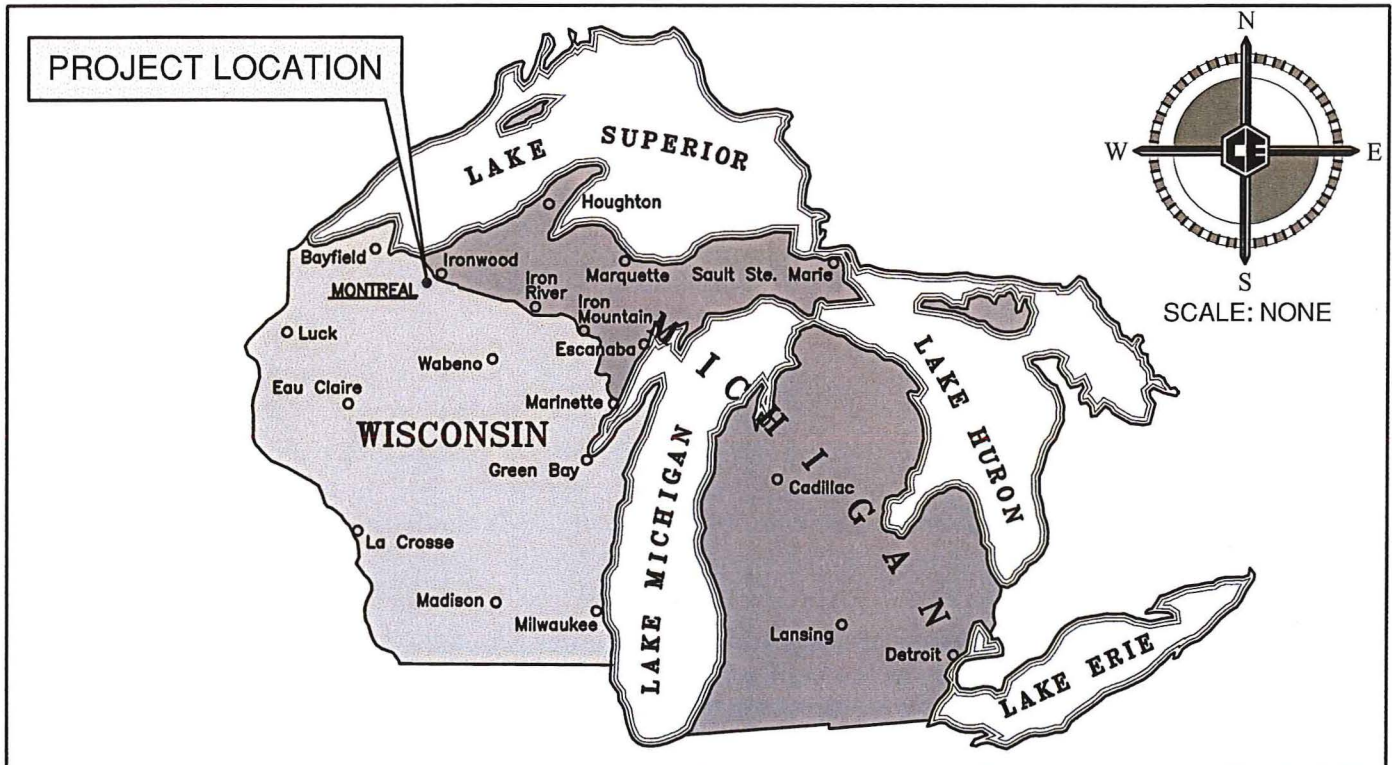 PROJECT LOCATION
N
W
E
S
SCALE: NONE
LAKE SUPERIOR
Houghton
Bayfield
Ironwood
MONTREAL
Iron
River
Marquette
Sault Ste. Marie
Iron
Mountain
Luck
Wabeno
Escanaba
Eau Claire
Marinette
WISCONSIN
Green Bay
MICHIGAN
LAKE MICHIGAN
LAKE HURON
Cadillac
La Crosse
Madison
Milwaukee
Lansing
Detroit
LAKE ERIE